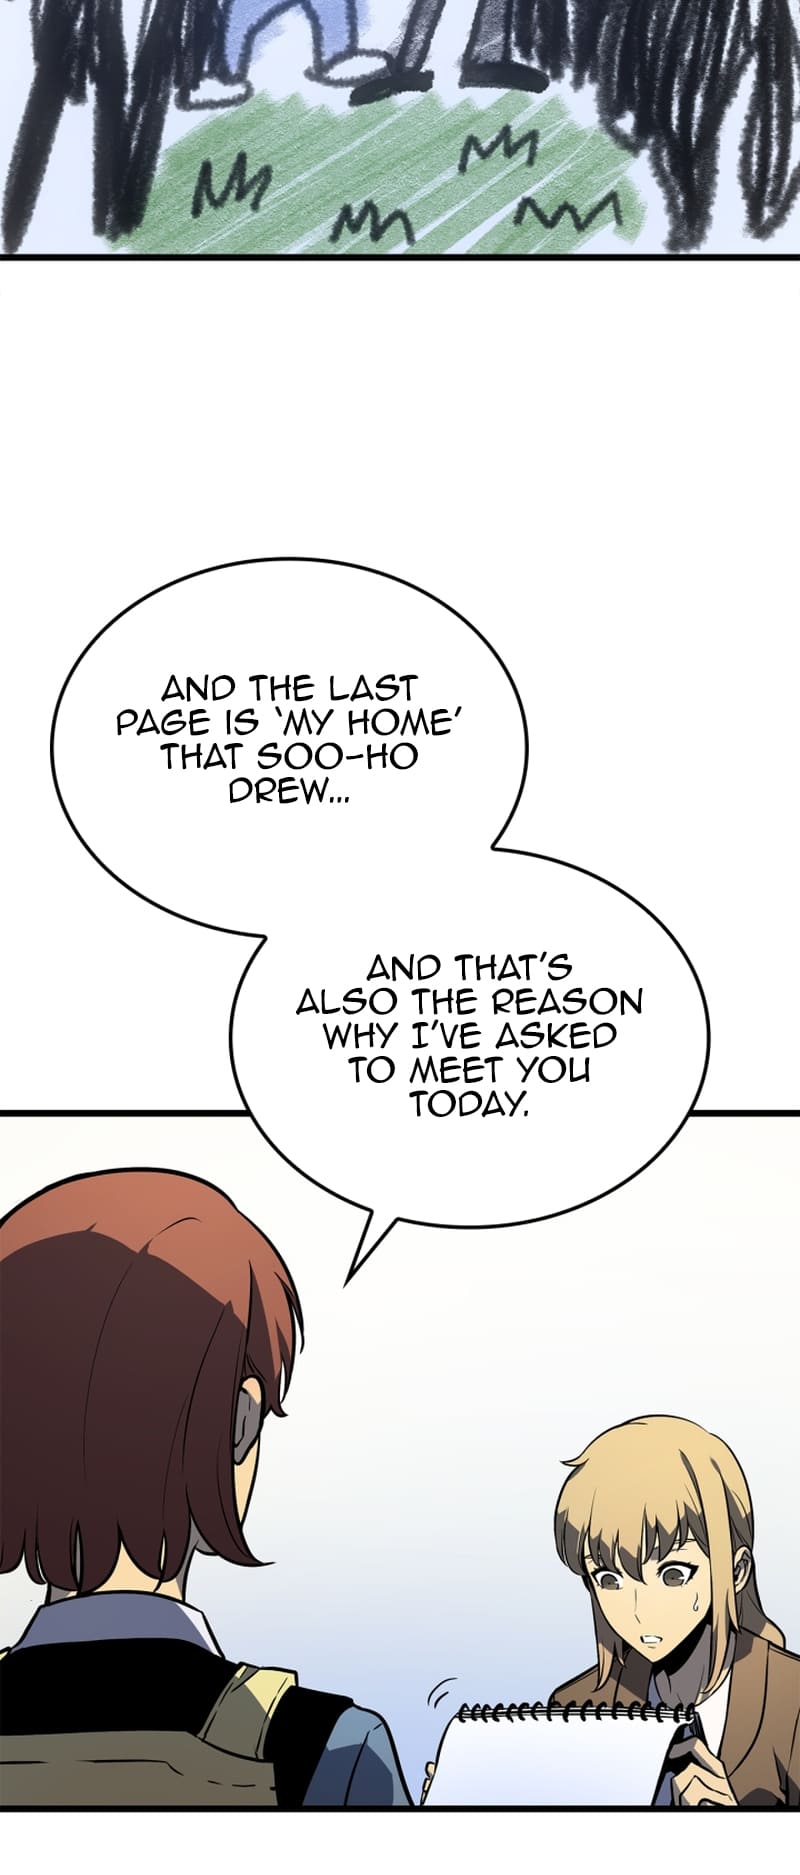 AND THE LAST
PAGE IS ‘MY HOME’
THAT SOO-HO
DREW...
AND THAT’S
ALSO THE REASON
WHY I’VE ASKED
TO MEET YOU
TODAY.